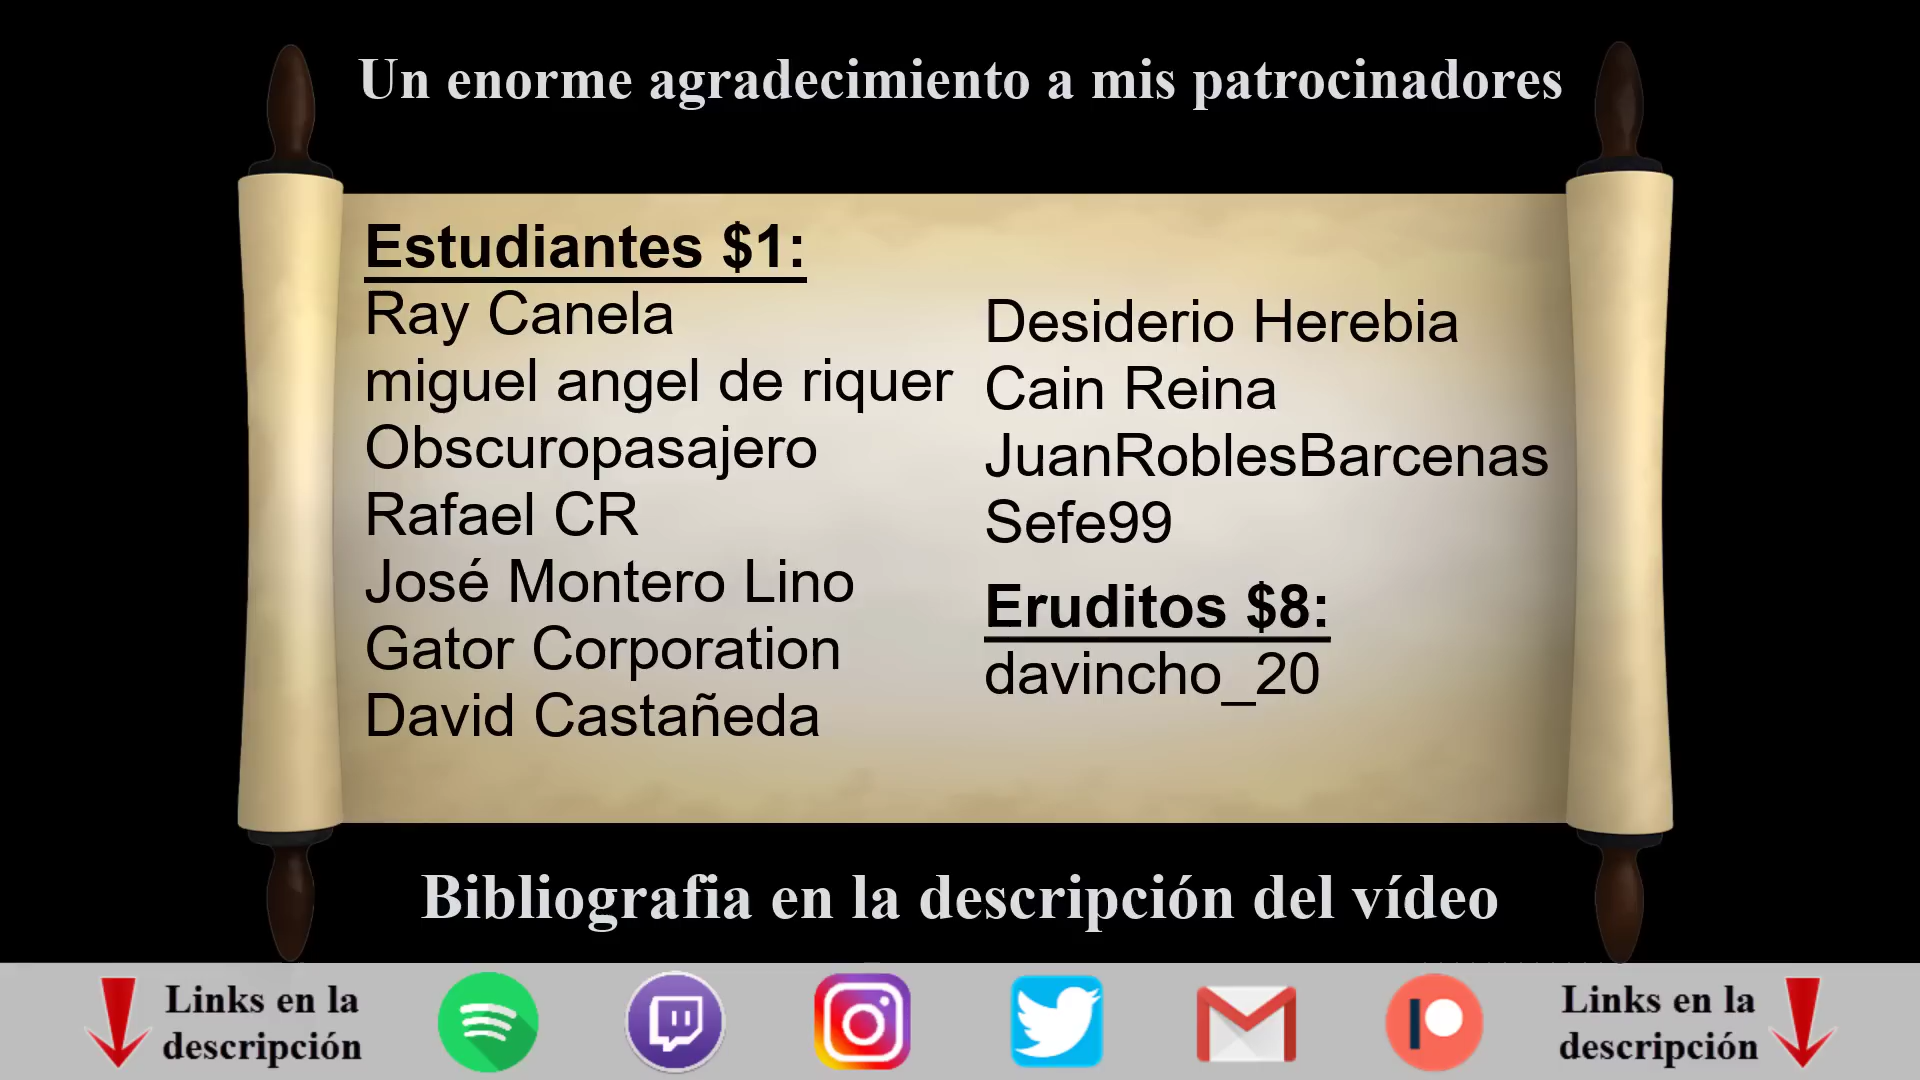 Un enorme agradecimiento a mis patrocinadores
Estudiantes $1:
Ray Canela
miguel angel de riquer
Obscuropasajero
Rafael CR
José Montero Lino
Gator Corporation
David Castañeda
Desiderio Herebia
Cain Reina
JuanRoblesBarcenas
Sefe99
Eruditos $8:
davincho_20
Bibliografia en la descripción del vídeo
Links en la
descripción
Links en la
descripción